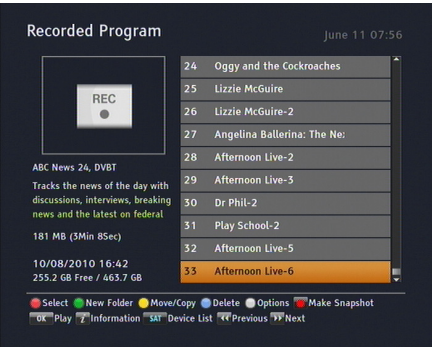 Recorded Program
June 11 07:56
REC
24 Oggy and the Cockroaches
25 Lizzie McGuire
26 Lizzie McGuire-2
27 Angelina Ballerina: The Ne:
28 Afternoon Live-2
29 Afternoon Live-3
30 Dr Phil-2
31 Play School-2
32 Afternoon Live-5
33 Afternoon Live-6
ABC News 24, DVBT
Tracks the news of the day with
discussions, interviews, breaking
news and the latest on federal
181 MB (3Min 8Sec)
10/08/2010 16:42
255.2 GB Free / 463.7 GB
Select New Folder Move/Copy Delete Options Make Snapshot
OK Play i Information SAT Device List Previous Next